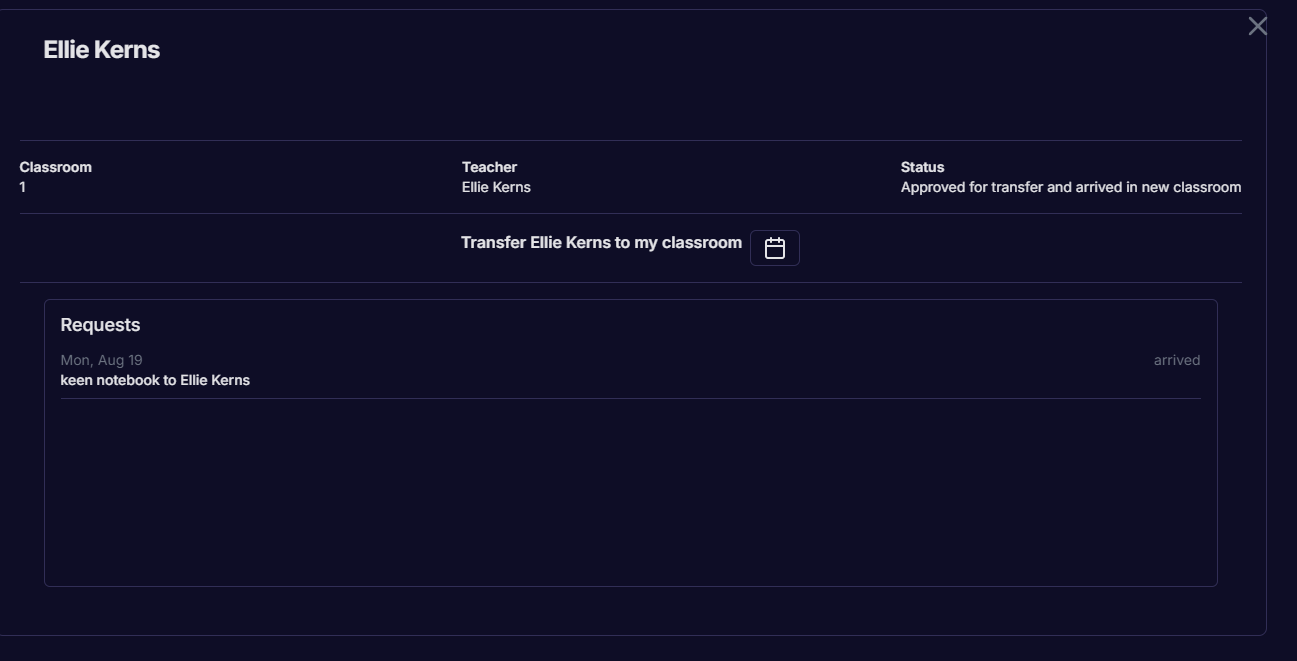 Ellie Kerns
Classroom
1
Teacher
Ellie Kerns
Status
Approved for transfer and arrived in new classroom
Transfer Ellie Kerns to my classroom
Requests
Mon, Aug 19
arrived
keen notebook to Ellie Kerns